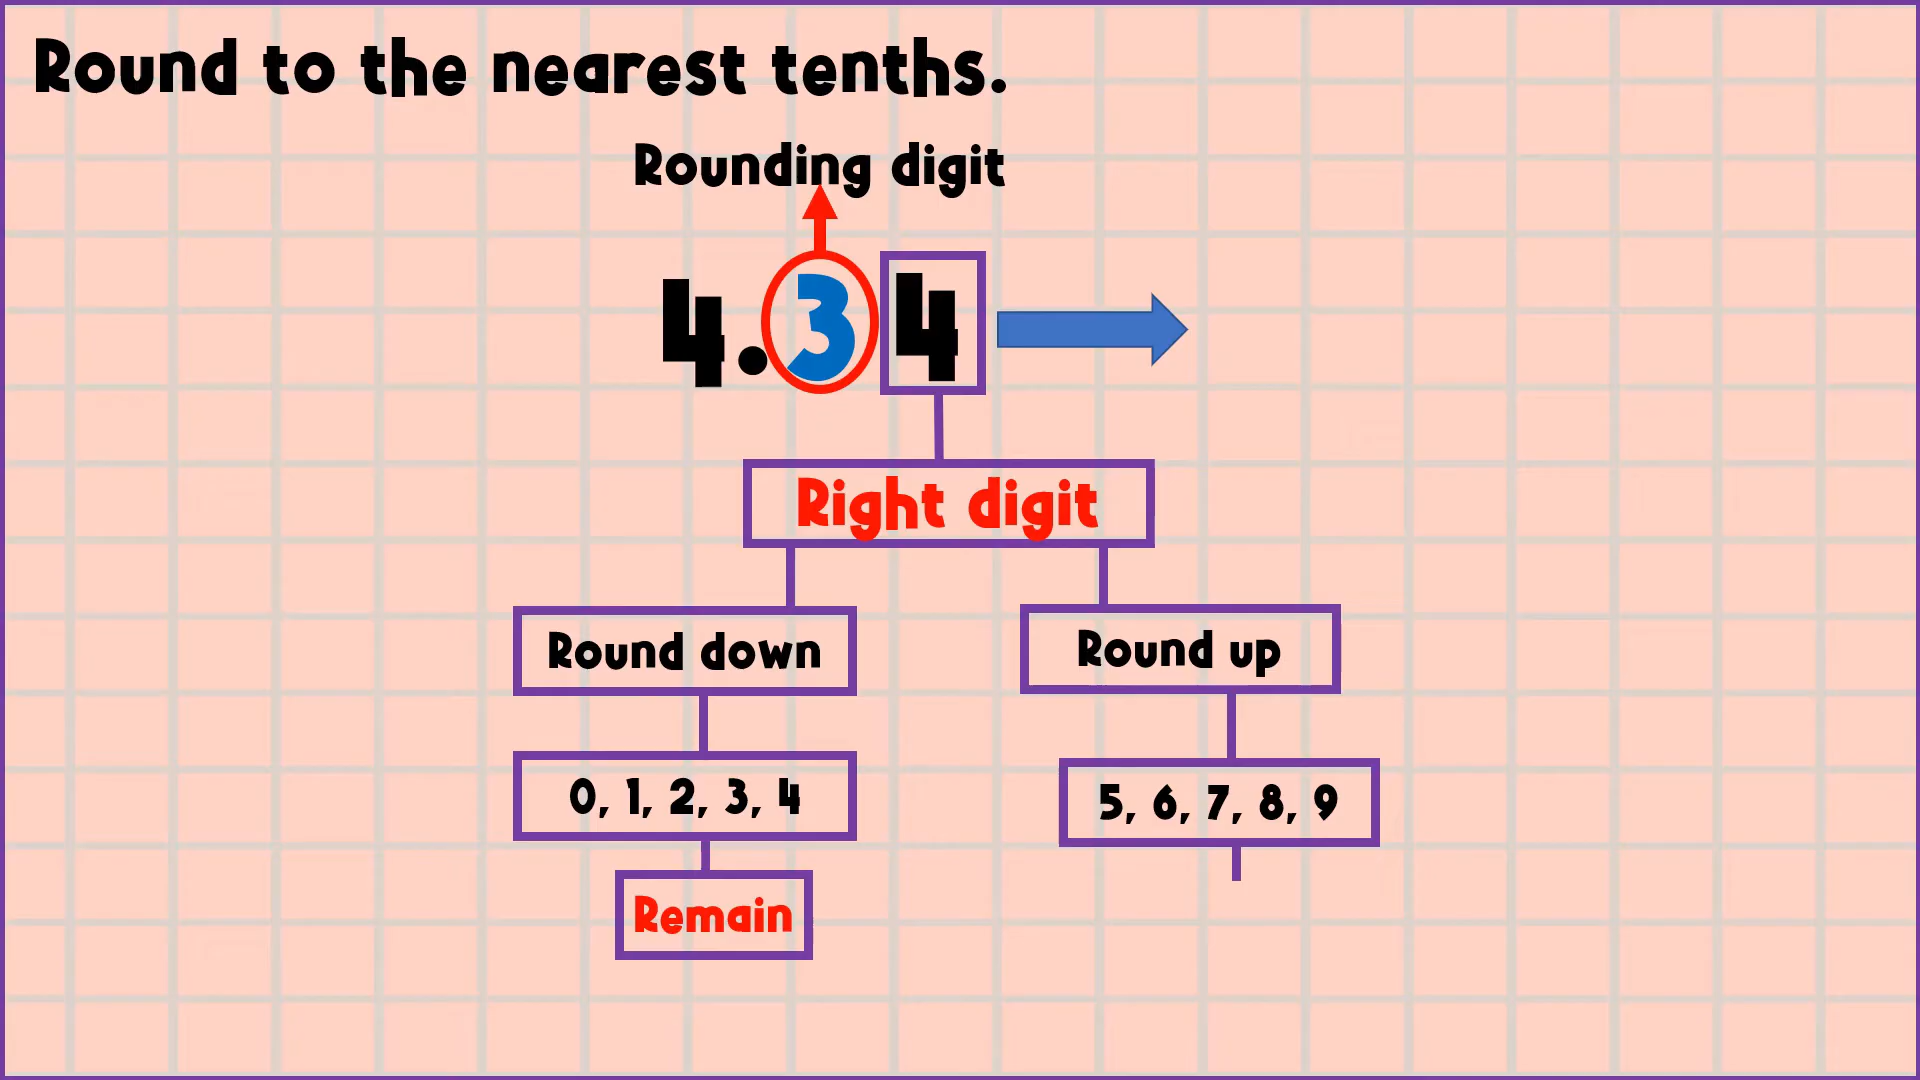 Round to the nearest tenths.
Rounding digit
4.34
Right digit
Round down
Round up
0, 1, 2, 3, 4
5, 6, 7, 8, 9
Remain